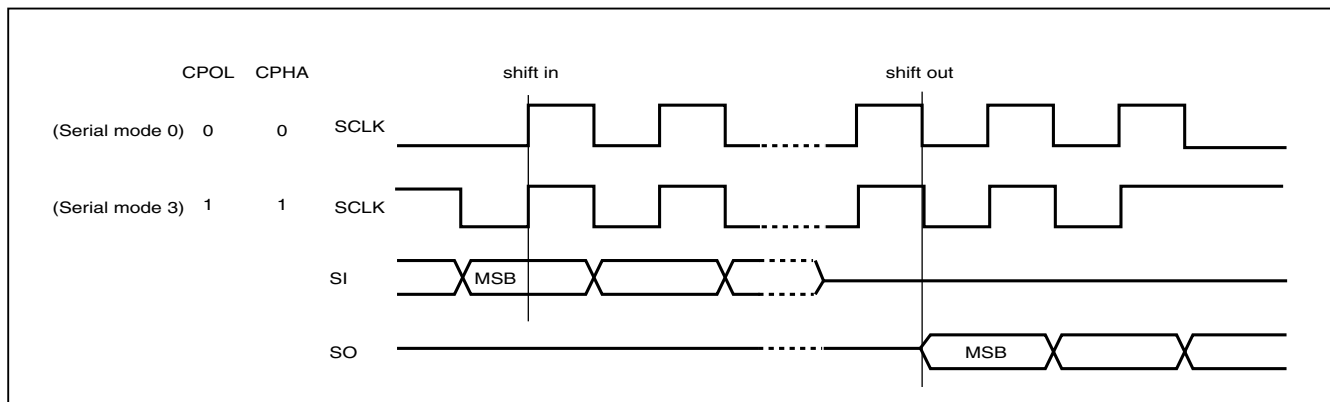 CPOL CPHA shift in shift out
(Serial mode 0) 0 0 SCLK
(Serial mode 3) 1 1 SCLK
SI MSB
SO MSB